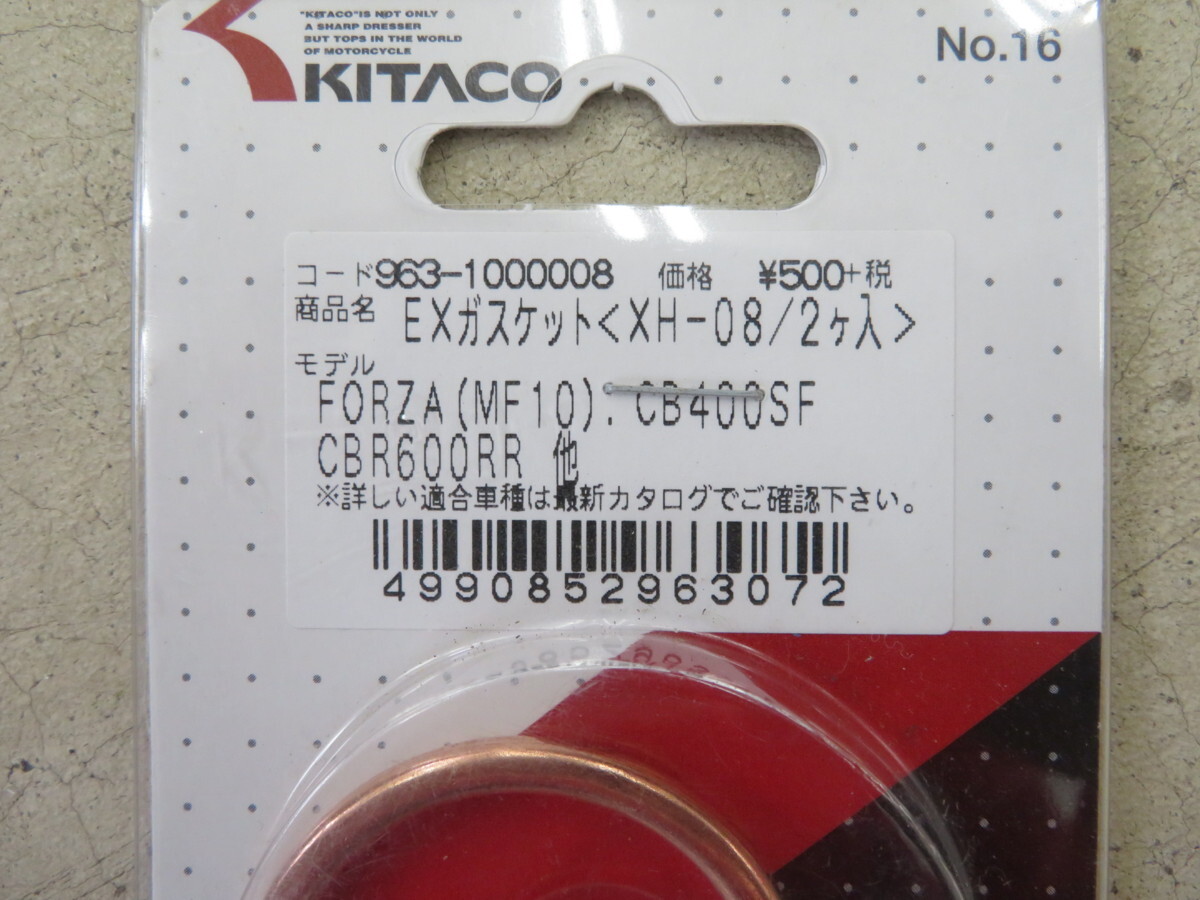 "KITACO"IS NOT ONLY
A SHARP DRESSER
BUT TOPS IN THE WORLD
OF MOTORCYCLE
KITACO
No.16
コード963-1000008 価格 ¥500+税
商品名 EXガスケット<XH-08/2ヶ入>
モデル
FORZA(MF10). CB400SF
CBR600RR 他
※詳しい適合車種は最新カタログでご確認下さい。
4990852963072